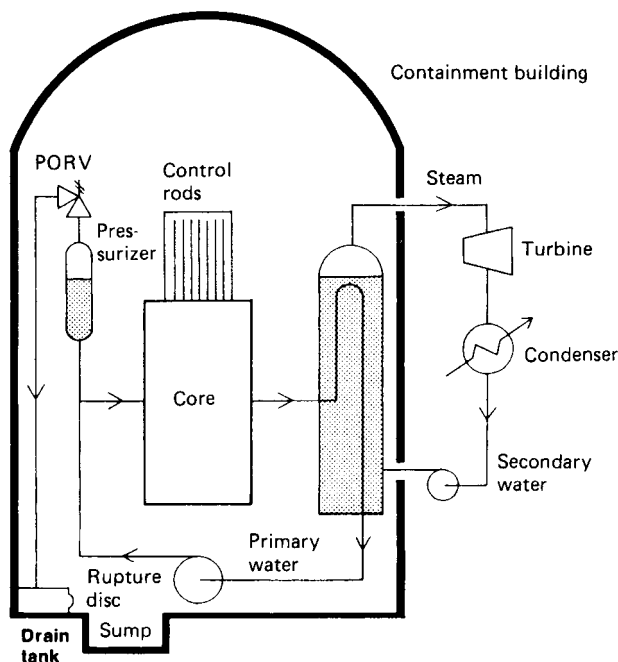 Containment building
PORV
Control
rods
Steam
Pres-
surizer
Turbine
Condenser
Core
Secondary
water
Primary
water
Rupture
disc
Sump
Drain
tank